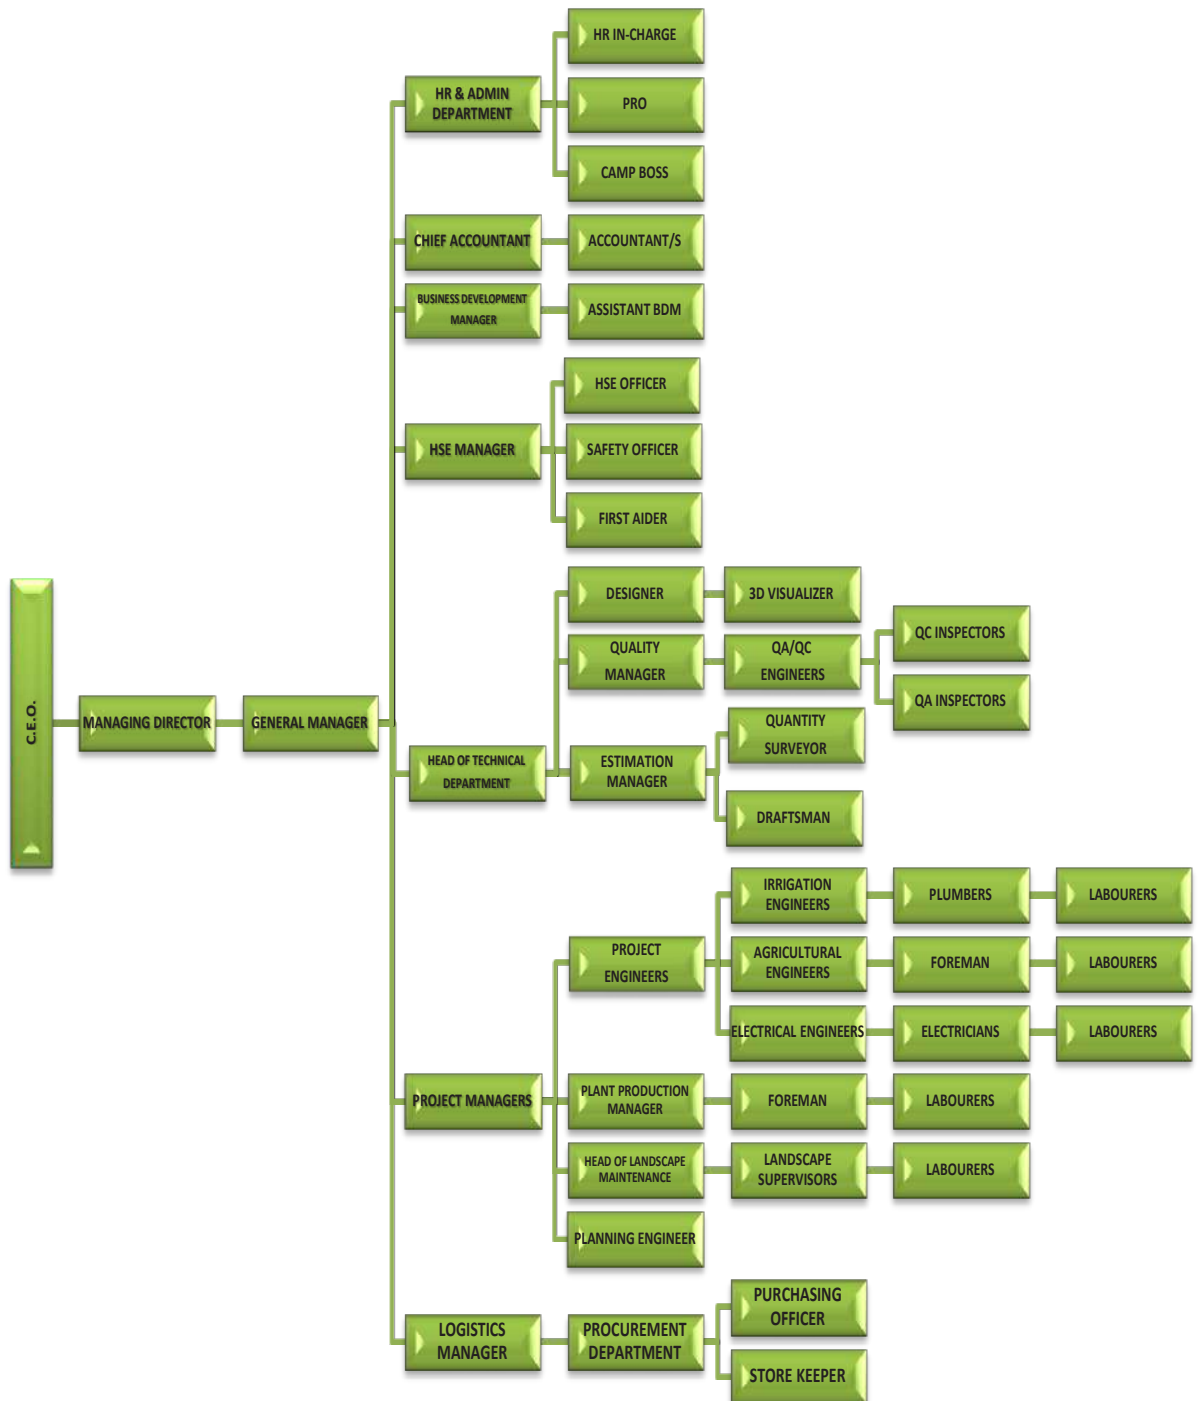 HR IN-CHARGE
HR & ADMIN
DEPARTMENT
PRO
CAMP BOSS
CHIEF ACCOUNTANT
ACCOUNTANT/S
BUSINESS DEVELOPMENT
MANAGER
ASSISTANT BDM
HSE OFFICER
HSE MANAGER
SAFETY OFFICER
FIRST AIDER
C.E.O.
MANAGING DIRECTOR
GENERAL MANAGER
HEAD OF TECHNICAL
DEPARTMENT
DESIGNER
3D VISUALIZER
QUALITY
MANAGER
QA/QC
ENGINEERS
QC INSPECTORS
QA INSPECTORS
ESTIMATION
MANAGER
QUANTITY
SURVEYOR
DRAFTSMAN
PROJECT MANAGERS
PROJECT
ENGINEERS
IRRIGATION
ENGINEERS
PLUMBERS
LABOURERS
AGRICULTURAL
ENGINEERS
FOREMAN
LABOURERS
ELECTRICAL ENGINEERS
ELECTRICIANS
LABOURERS
PLANT PRODUCTION
MANAGER
FOREMAN
LABOURERS
HEAD OF LANDSCAPE
MAINTENANCE
LANDSCAPE
SUPERVISORS
LABOURERS
PLANNING ENGINEER
LOGISTICS
MANAGER
PROCUREMENT
DEPARTMENT
PURCHASING
OFFICER
STORE KEEPER